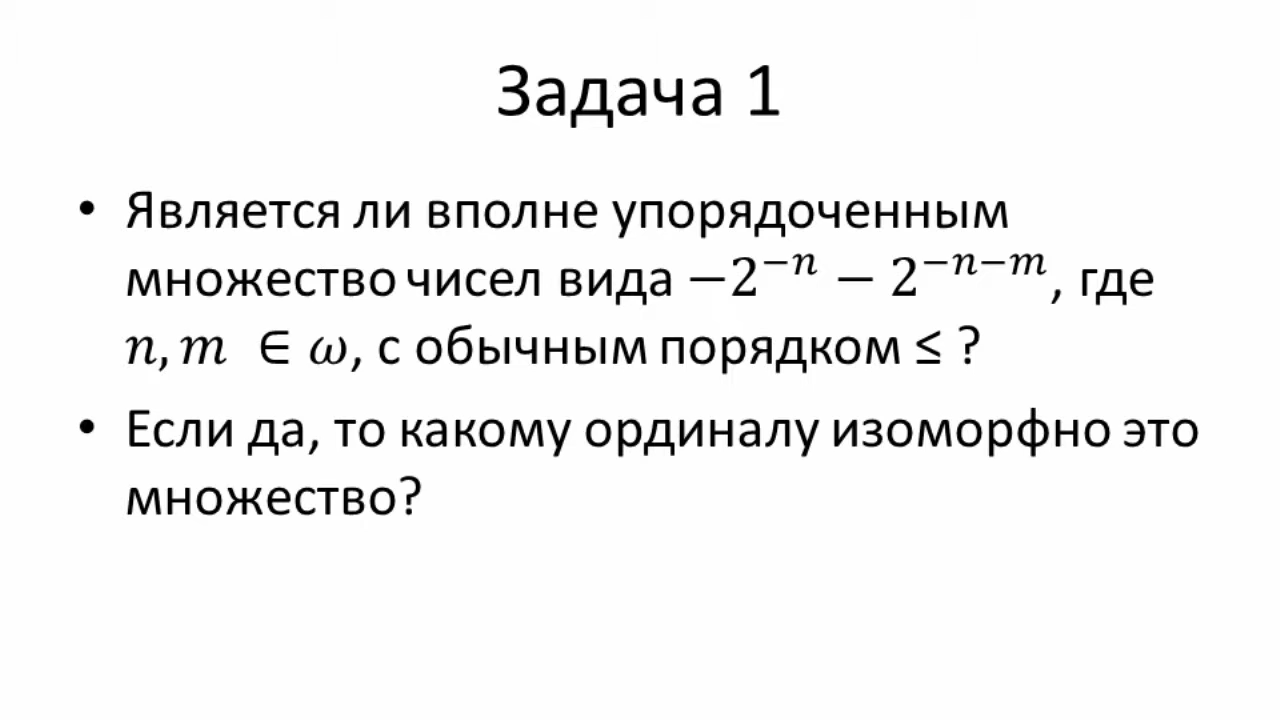 Задача 1
• Является ли вполне упорядоченным
множество чисел вида −2⁻ⁿ − 2⁻ⁿ⁻ᵐ, где
n, m ∈ ω, с обычным порядком ≤ ?
• Если да, то какому ординалу изоморфно это
множество?